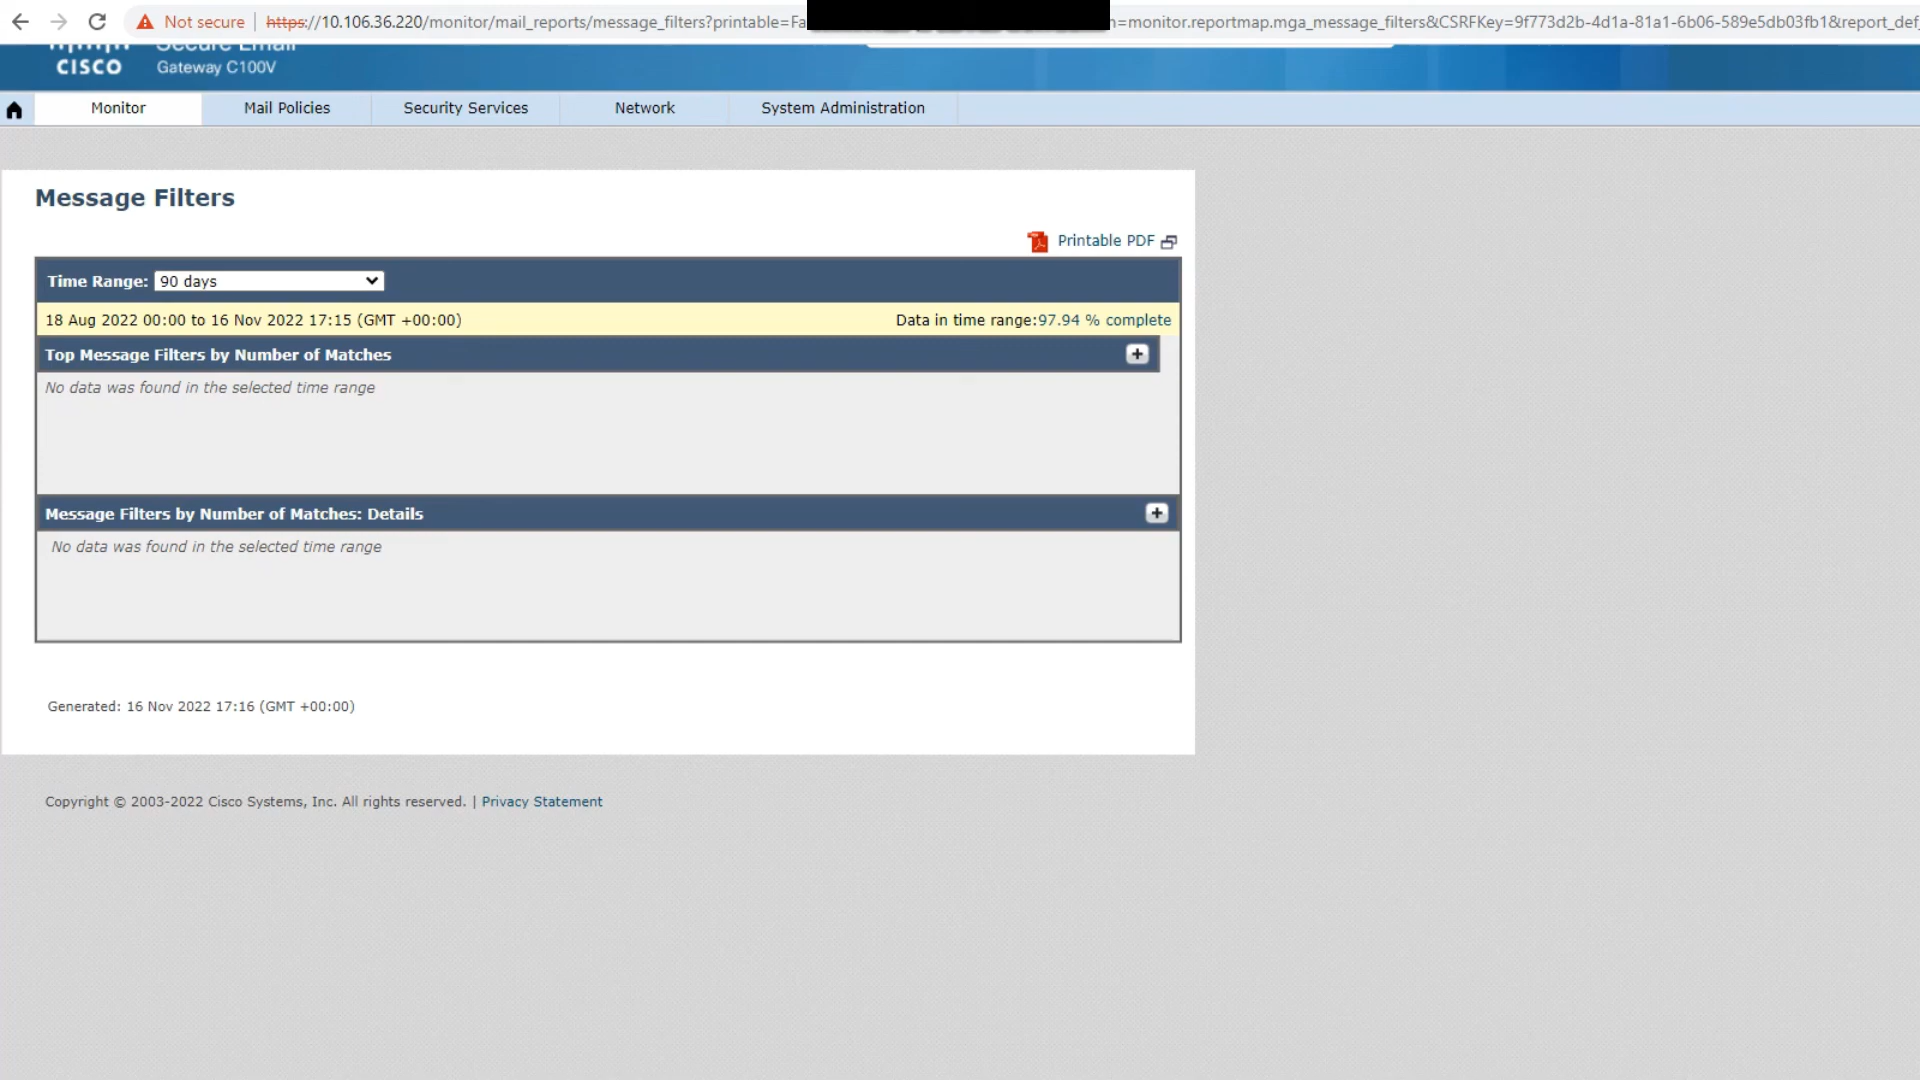 Not secure | https://10.106.36.220/monitor/mail_reports/message_filters?printable=Fa
=monitor.reportmap.mga_message_filters&CSRFKey=9f773d2b-4d1a-81a1-6b06-589e5db03fb1&report_def
CISCO
Secure Email
Gateway C100V
Monitor
Mail Policies
Security Services
Network
System Administration
Message Filters
Printable PDF
Time Range: 90 days
18 Aug 2022 00:00 to 16 Nov 2022 17:15 (GMT +00:00)
Data in time range:97.94 % complete
Top Message Filters by Number of Matches
No data was found in the selected time range
Message Filters by Number of Matches: Details
No data was found in the selected time range
Generated: 16 Nov 2022 17:16 (GMT +00:00)
Copyright © 2003-2022 Cisco Systems, Inc. All rights reserved. | Privacy Statement